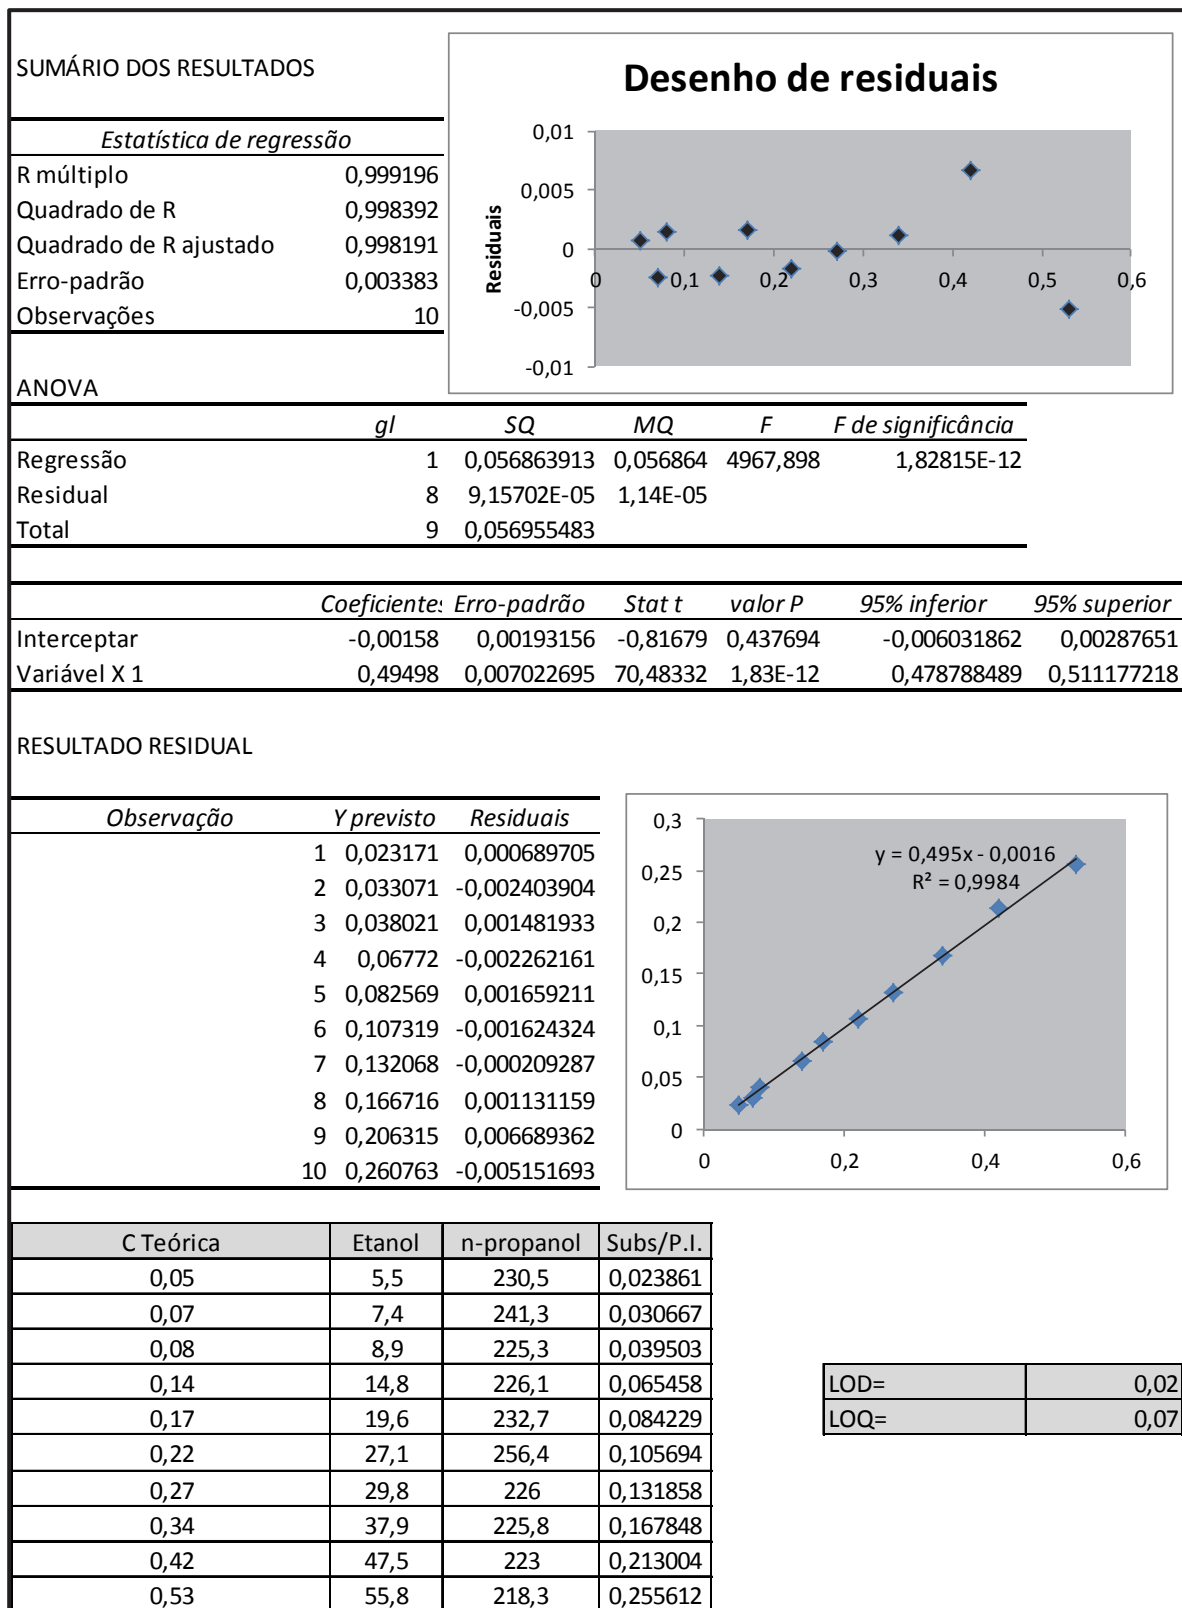 SUMÁRIO DOS RESULTADOS
Estatística de regressão
R múltiplo 0,999196
Quadrado de R 0,998392
Quadrado de R ajustado 0,998191
Erro-padrão 0,003383
Observações 10
Desenho de residuais
Residuais
0,01
0,005
0
-0,005
-0,01
0 0,1 0,2 0,3 0,4 0,5 0,6
ANOVA
gl SQ MQ F F de significância
Regressão 1 0,056863913 0,056864 4967,898 1,82815E-12
Residual 8 9,15702E-05 1,14E-05
Total 9 0,056955483
Coeficientes Erro-padrão Stat t valor P 95% inferior 95% superior
Interceptar -0,00158 0,00193156 -0,81679 0,437694 -0,006031862 0,00287651
Variável X 1 0,49498 0,007022695 70,48332 1,83E-12 0,478788489 0,511177218
RESULTADO RESIDUAL
Observação Y previsto Residuais
1 0,023171 0,000689705
2 0,033071 -0,002403904
3 0,038021 0,001481933
4 0,06772 -0,002262161
5 0,082569 0,001659211
6 0,107319 -0,001624324
7 0,132068 -0,000209287
8 0,166716 0,001131159
9 0,206315 0,006689362
10 0,260763 -0,005151693
y = 0,495x - 0,0016
R² = 0,9984
0,3
0,25
0,2
0,15
0,1
0,05
0
0 0,2 0,4 0,6
C Teórica Etanol n-propanol Subs/P.I.
0,05 5,5 230,5 0,023861
0,07 7,4 241,3 0,030667
0,08 8,9 225,3 0,039503
0,14 14,8 226,1 0,065458
0,17 19,6 232,7 0,084229
0,22 27,1 256,4 0,105694
0,27 29,8 226 0,131858
0,34 37,9 225,8 0,167848
0,42 47,5 223 0,213004
0,53 55,8 218,3 0,255612
LOD= 0,02
LOQ= 0,07